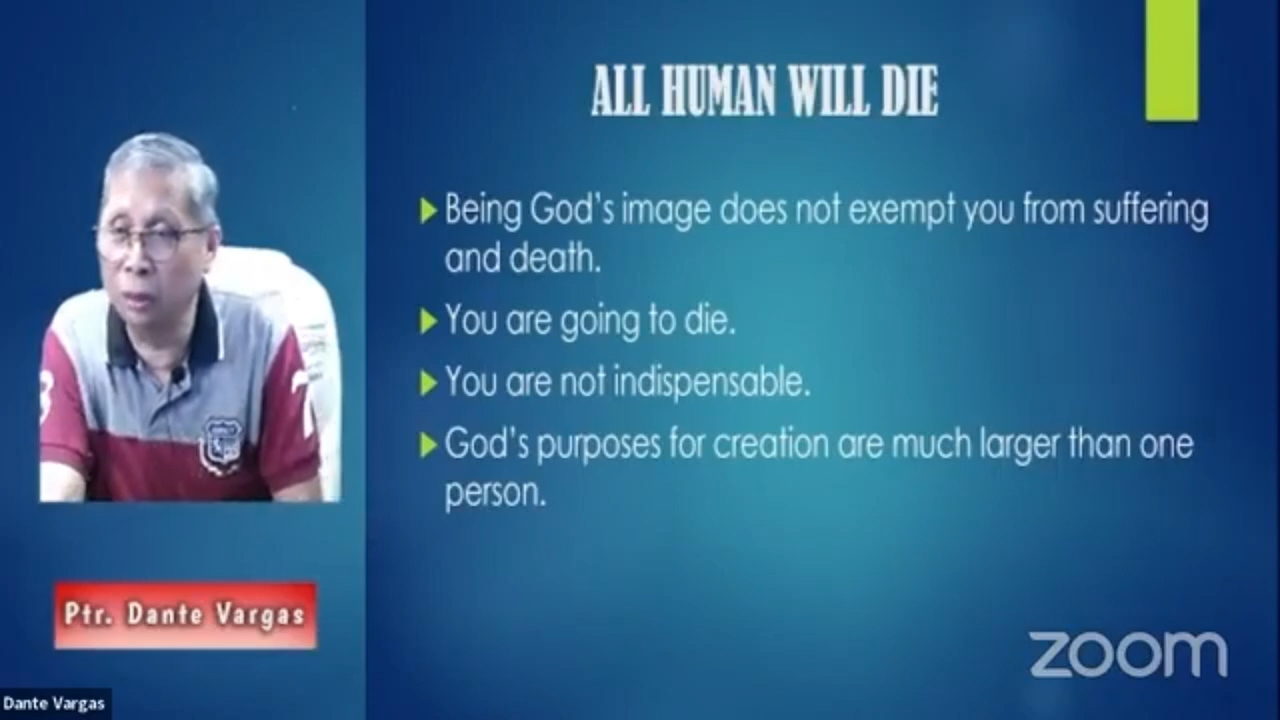 ALL HUMAN WILL DIE
Being God's image does not exempt you from suffering
and death.
You are going to die.
You are not indispensable.
God's purposes for creation are much larger than one
person.
Ptr. Dante Vargas
zoom
Dante Vargas